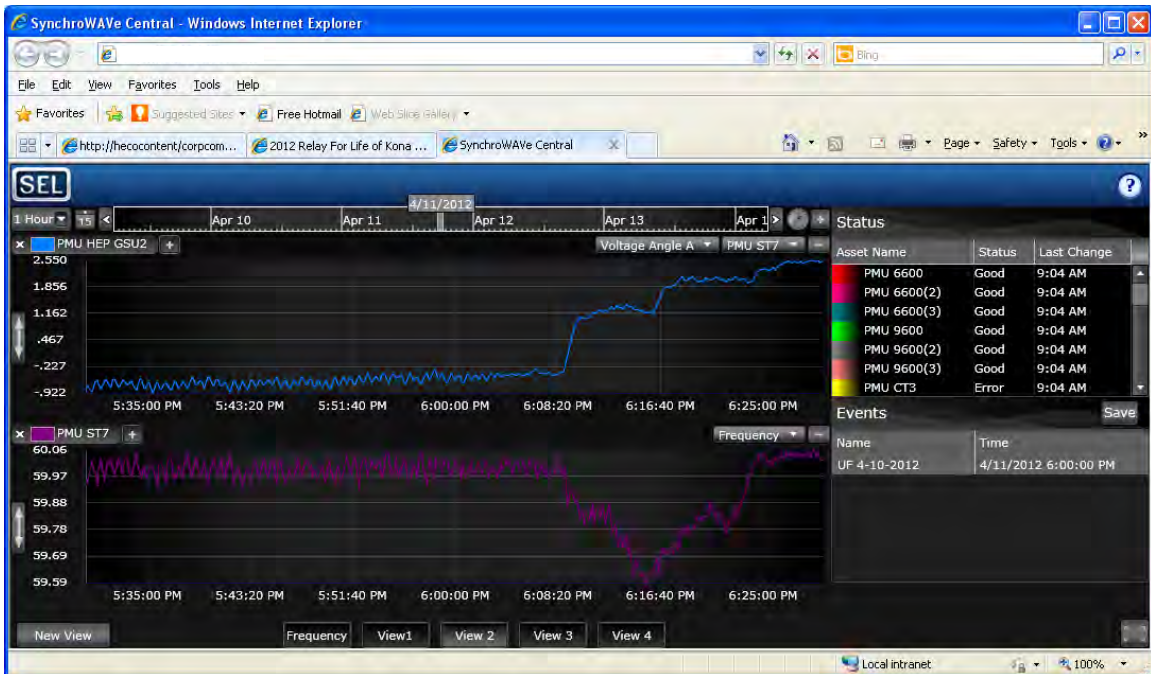 SynchroWAVe Central - Windows Internet Explorer
Bing
File Edit View Favorites Tools Help
Favorites Suggested Sites Free Hotmail Web Slice Gallery
http://hecocontent/corpcom... 2012 Relay For Life of Kona ... SynchroWAVe Central Page Safety Tools
SEL
4/11/2012
1 Hour 15 Apr 10 Apr 11 Apr 12 Apr 13 Apr 1
PMU HEP GSU2 + Voltage Angle A PMU ST7
2.550
1.856
1.162
.467
-.227
-.922
5:35:00 PM 5:43:20 PM 5:51:40 PM 6:00:00 PM 6:08:20 PM 6:16:40 PM 6:25:00 PM
PMU ST7 + Frequency
60.06
59.97
59.88
59.78
59.69
59.59
5:35:00 PM 5:43:20 PM 5:51:40 PM 6:00:00 PM 6:08:20 PM 6:16:40 PM 6:25:00 PM
New View Frequency View1 View 2 View 3 View 4
Status
Asset Name Status Last Change
PMU 6600 Good 9:04 AM
PMU 6600(2) Good 9:04 AM
PMU 6600(3) Good 9:04 AM
PMU 9600 Good 9:04 AM
PMU 9600(2) Good 9:04 AM
PMU 9600(3) Good 9:04 AM
PMU CT3 Error 9:04 AM
Events Save
Name Time
UF 4-10-2012 4/11/2012 6:00:00 PM
Local intranet 100%